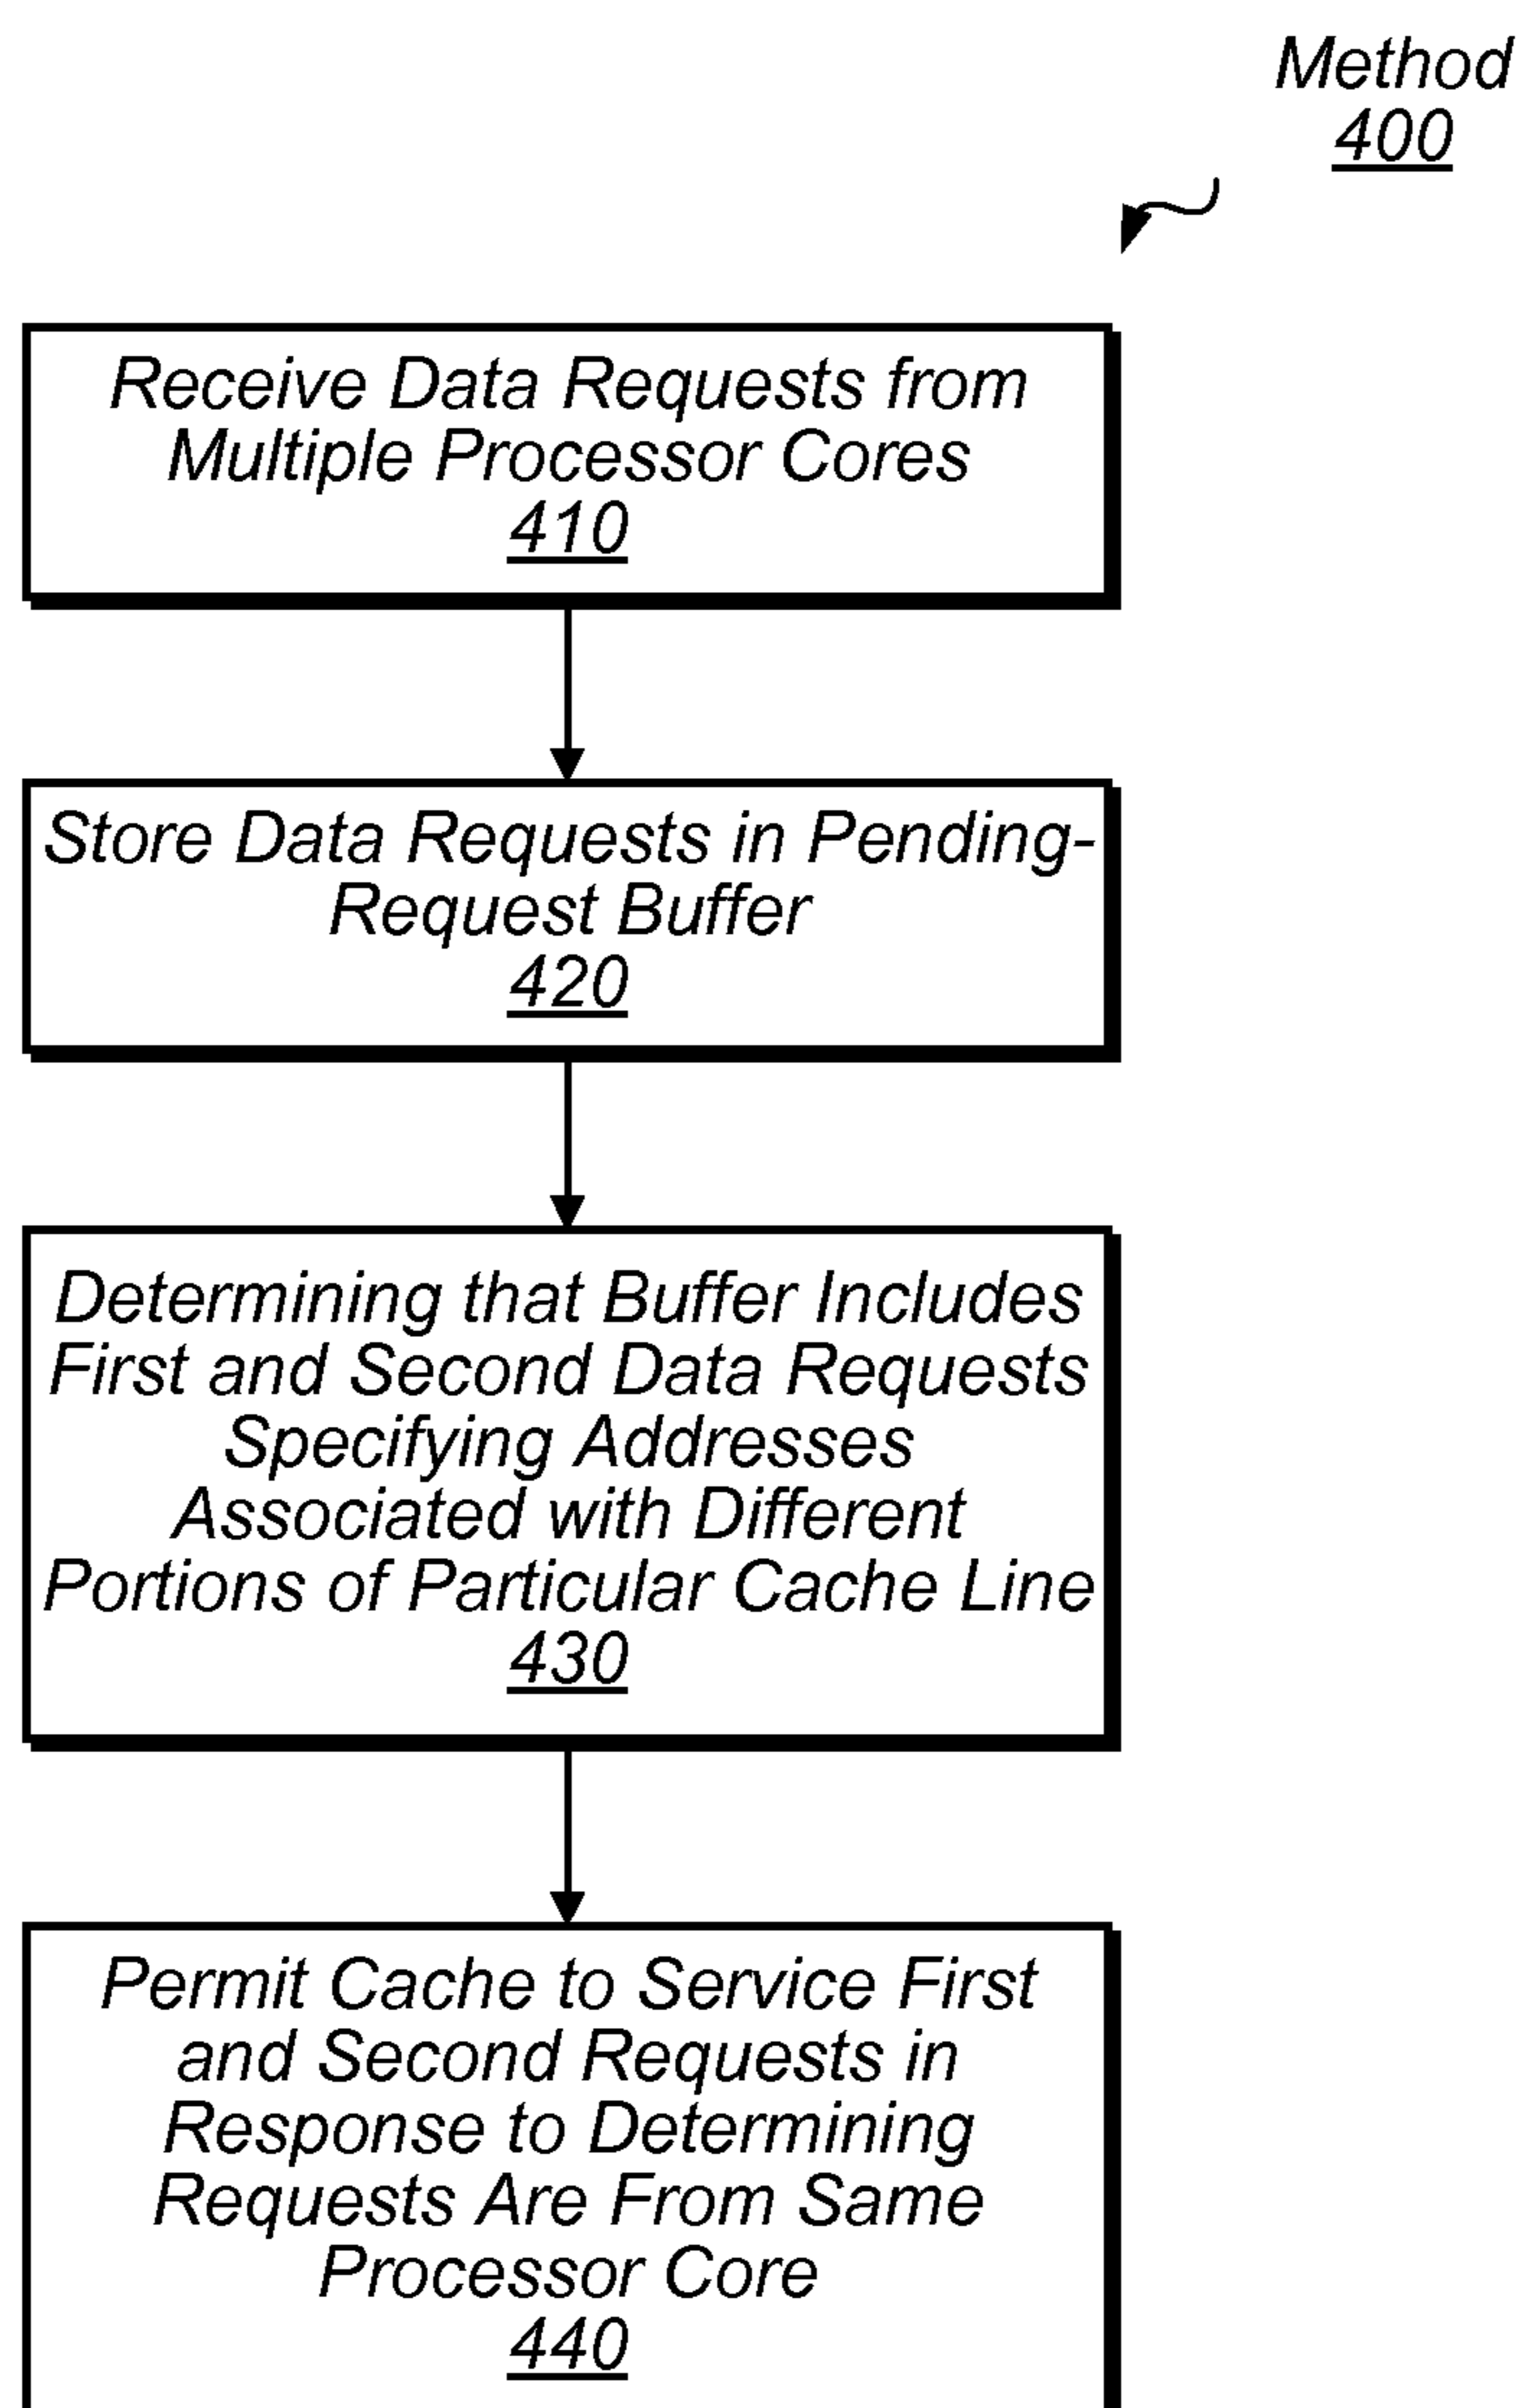 Method
400
Receive Data Requests from
Multiple Processor Cores
410
Store Data Requests in Pending-
Request Buffer
420
Determining that Buffer Includes
First and Second Data Requests
Specifying Addresses
Associated with Different
Portions of Particular Cache Line
430
Permit Cache to Service First
and Second Requests in
Response to Determining
Requests Are From Same
Processor Core
440